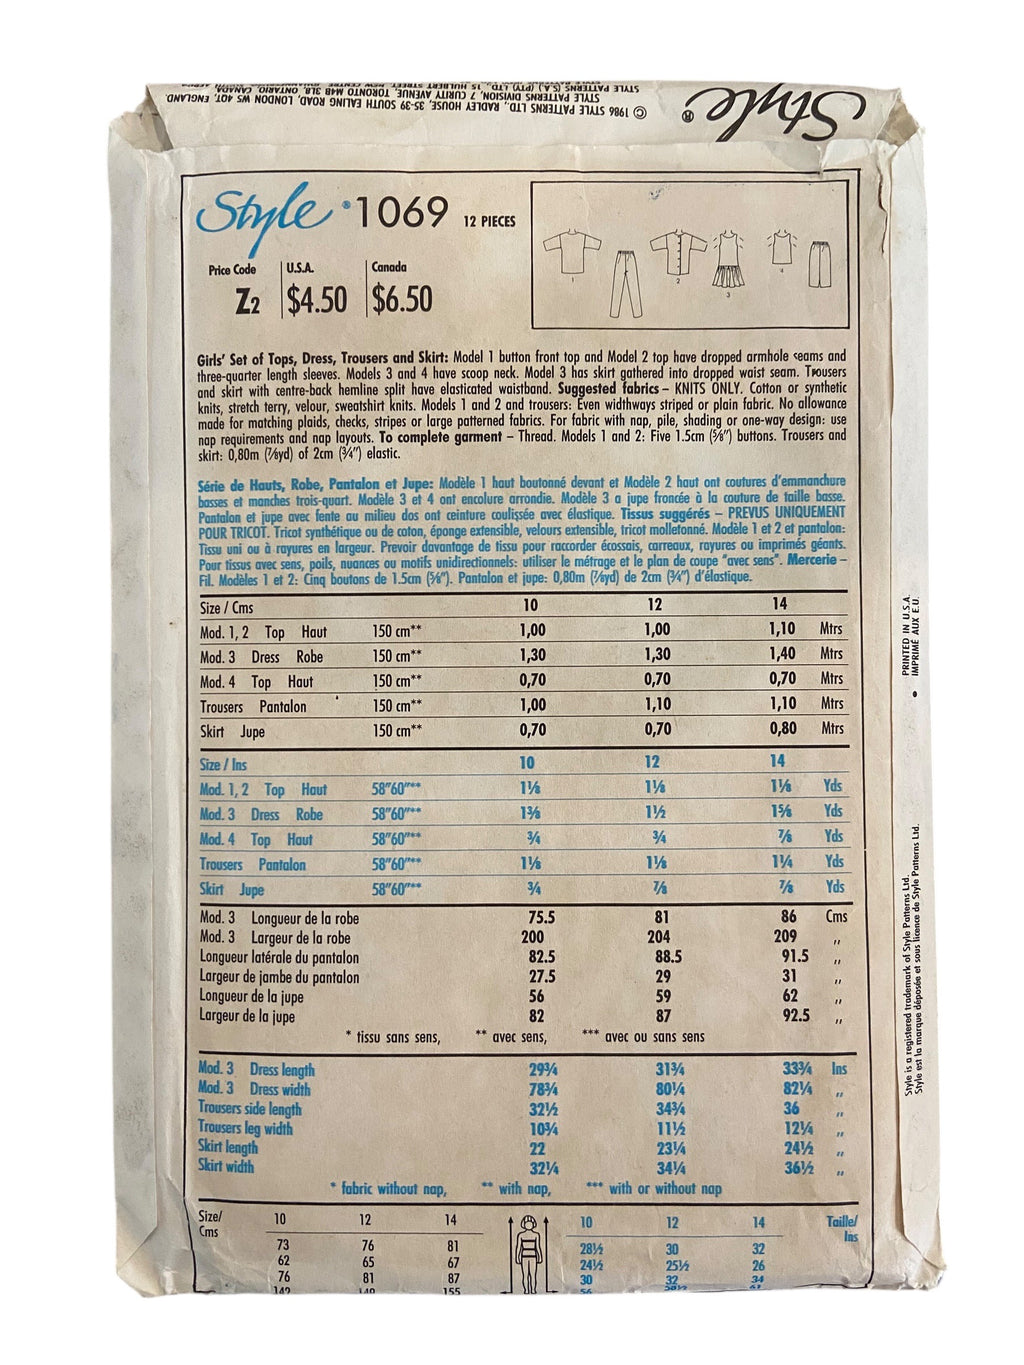 Style®
© 1986 STYLE PATTERNS LTD., RADLEY HOUSE, 35-39 SOUTH EALING ROAD, LONDON W5 4QT, ENGLAND
STYLE PATTERNS DIVISION, 7 CURITY AVENUE, TORONTO M4B 3L8, ONTARIO, CANADA
STYLE PATTERNS (S.A.) (PTY) LTD., 15 HULBERT STREET, NEW CENTRE,
Style ® 1069 12 PIECES
Price Code U.S.A. Canada
Z2 $4.50 $6.50
1 2 3 4
Girls' Set of Tops, Dress, Trousers and Skirt: Model 1 button front top and Model 2 top have dropped armhole seams and
three-quarter length sleeves. Models 3 and 4 have scoop neck. Model 3 has skirt gathered into dropped waist seam. Trousers
and skirt with centre-back hemline split have elasticated waistband. Suggested fabrics – KNITS ONLY. Cotton or synthetic
knits, stretch terry, velour, sweatshirt knits. Models 1 and 2 and trousers: Even widthways striped or plain fabric. No allowance
made for matching plaids, checks, stripes or large patterned fabrics. For fabric with nap, pile, shading or one-way design: use
nap requirements and nap layouts. To complete garment – Thread. Models 1 and 2: Five 1.5cm (⅝") buttons. Trousers and
skirt: 0,80m (⅞yd) of 2cm (¾") elastic.
Série de Hauts, Robe, Pantalon et Jupe: Modèle 1 haut boutonné devant et Modèle 2 haut ont coutures d'emmanchure
basses et manches trois-quart. Modèle 3 et 4 ont encolure arrondie. Modèle 3 a jupe froncée à la couture de taille basse.
Pantalon et jupe avec fente au milieu dos ont ceinture coulissée avec élastique. Tissus suggérés – PREVUS UNIQUEMENT
POUR TRICOT. Tricot synthétique ou de coton, éponge extensible, velours extensible, tricot molletonné. Modèle 1 et 2 et pantalon:
Tissu uni ou à rayures en largeur. Prevoir davantage de tissu pour raccorder écossais, carreaux, rayures ou imprimés géants.
Pour tissus avec sens, poils, nuances ou motifs unidirectionnels: utiliser le métrage et le plan de coupe "avec sens". Mercerie –
Fil. Modèles 1 et 2: Cinq boutons de 1.5cm (⅝"). Pantalon et jupe: 0,80m (⅞yd) de 2cm (¾") d'élastique.
Size / Cms 10 12 14
Mod. 1, 2 Top Haut 150 cm** 1,00 1,00 1,10 Mtrs
Mod. 3 Dress Robe 150 cm** 1,30 1,30 1,40 Mtrs
Mod. 4 Top Haut 150 cm** 0,70 0,70 0,70 Mtrs
Trousers Pantalon 150 cm** 1,00 1,10 1,10 Mtrs
Skirt Jupe 150 cm** 0,70 0,70 0,80 Mtrs
Size / Ins 10 12 14
Mod. 1, 2 Top Haut 58"60"** 1⅛ 1⅛ 1⅛ Yds
Mod. 3 Dress Robe 58"60"** 1⅜ 1½ 1⅝ Yds
Mod. 4 Top Haut 58"60"** ¾ ¾ ⅞ Yds
Trousers Pantalon 58"60"** 1⅛ 1⅛ 1¼ Yds
Skirt Jupe 58"60"** ¾ ⅞ ⅞ Yds
Mod. 3 Longueur de la robe 75.5 81 86 Cms
Mod. 3 Largeur de la robe 200 204 209 ,,
Longueur latérale du pantalon 82.5 88.5 91.5 ,,
Largeur de jambe du pantalon 27.5 29 31 ,,
Longueur de la jupe 56 59 62 ,,
Largeur de la jupe 82 87 92.5 ,,
* tissu sans sens, ** avec sens, *** avec ou sans sens
Mod. 3 Dress length 29¾ 31¾ 33¾ Ins
Mod. 3 Dress width 78¾ 80¼ 82¼ ,,
Trousers side length 32½ 34¾ 36 ,,
Trousers leg width 10¾ 11½ 12¼ ,,
Skirt length 22 23¼ 24½ ,,
Skirt width 32¼ 34¼ 36½ ,,
* fabric without nap, ** with nap, *** with or without nap
Size/ Cms 10 12 14 10 12 14 Taille/ Ins
73 76 81 28½ 30 32
62 65 67 24½ 25½ 26
76 81 87 30 32 34
142 149 155 56 58½ 61
PRINTED IN U.S.A.
IMPRIMÉ AUX E.U.
Style is a registered trademark of Style Patterns Ltd.
Style est la marque déposée et sous licence de Style Patterns Ltd.